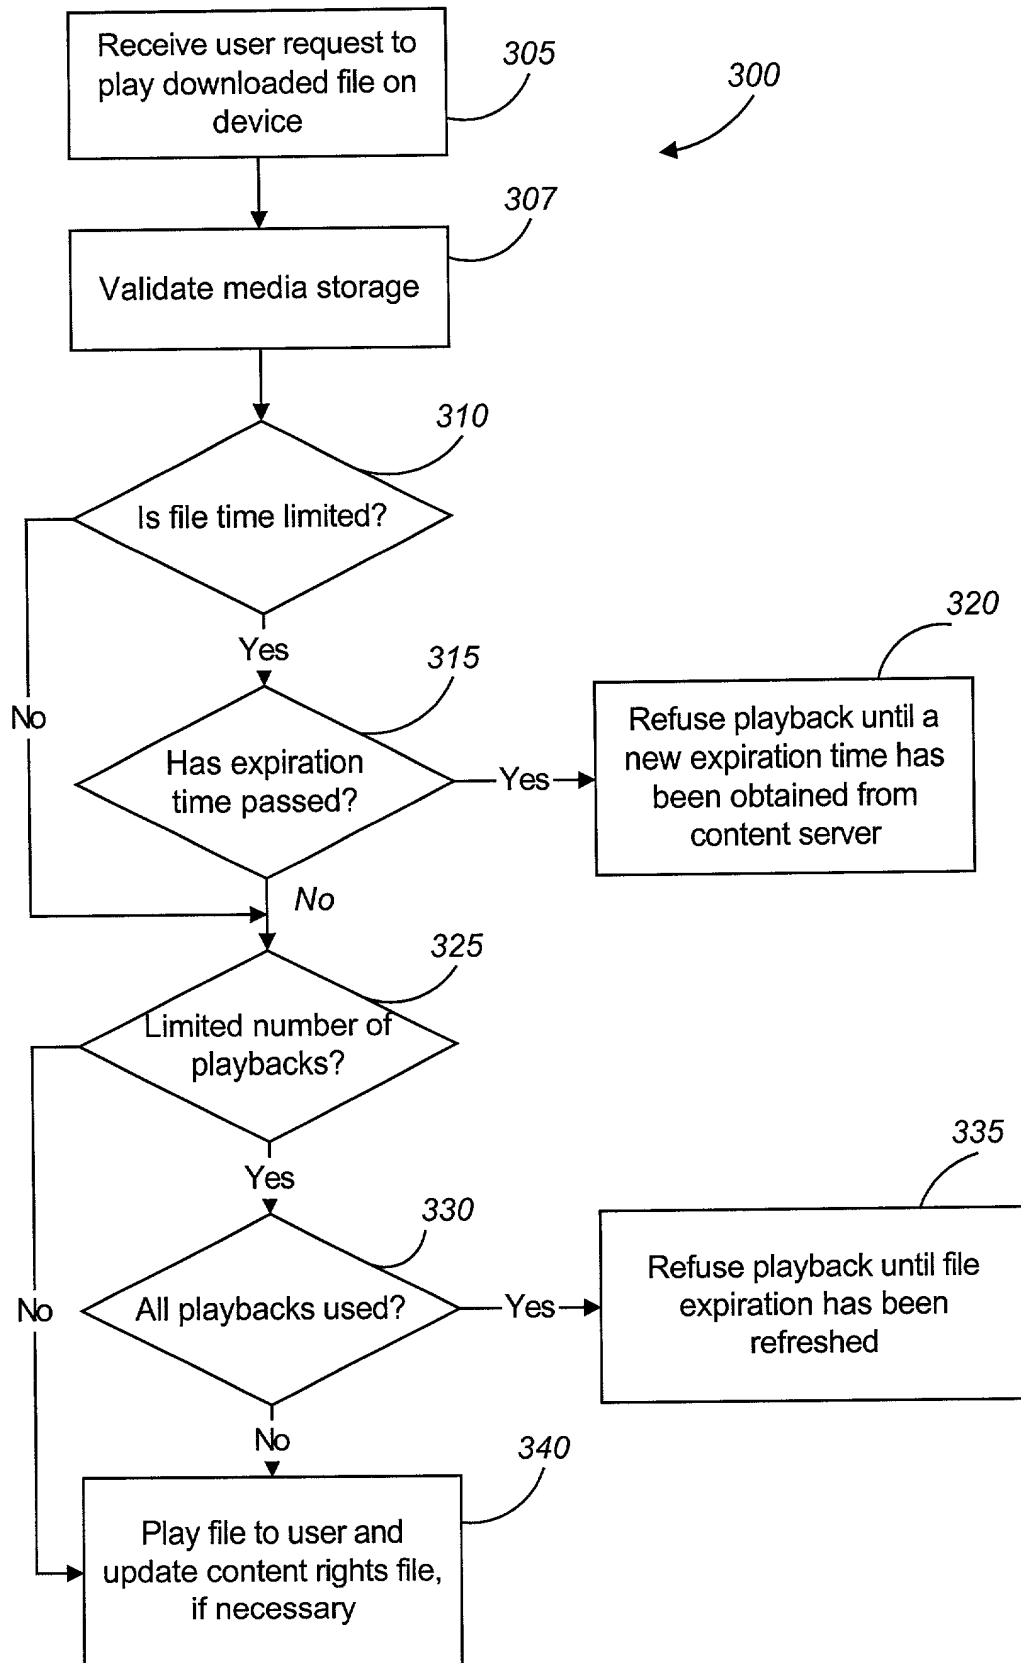 Receive user request to
play downloaded file on
device
305
300
307
Validate media storage
310
Is file time limited?
Yes
315
320
No
Has expiration
time passed?
Yes
Refuse playback until a
new expiration time has
been obtained from
content server
No
325
Limited number of
playbacks?
Yes
330
335
No
All playbacks used?
Yes
Refuse playback until file
expiration has been
refreshed
No
340
Play file to user and
update content rights file,
if necessary